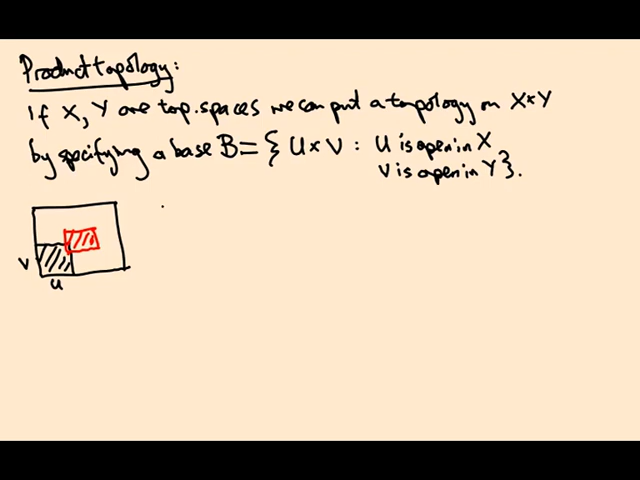 Product topology:
If X, Y are top. spaces we can put a topology on X×Y
by specifying a base B = { U×V : U is open in X
V is open in Y }.
V
U